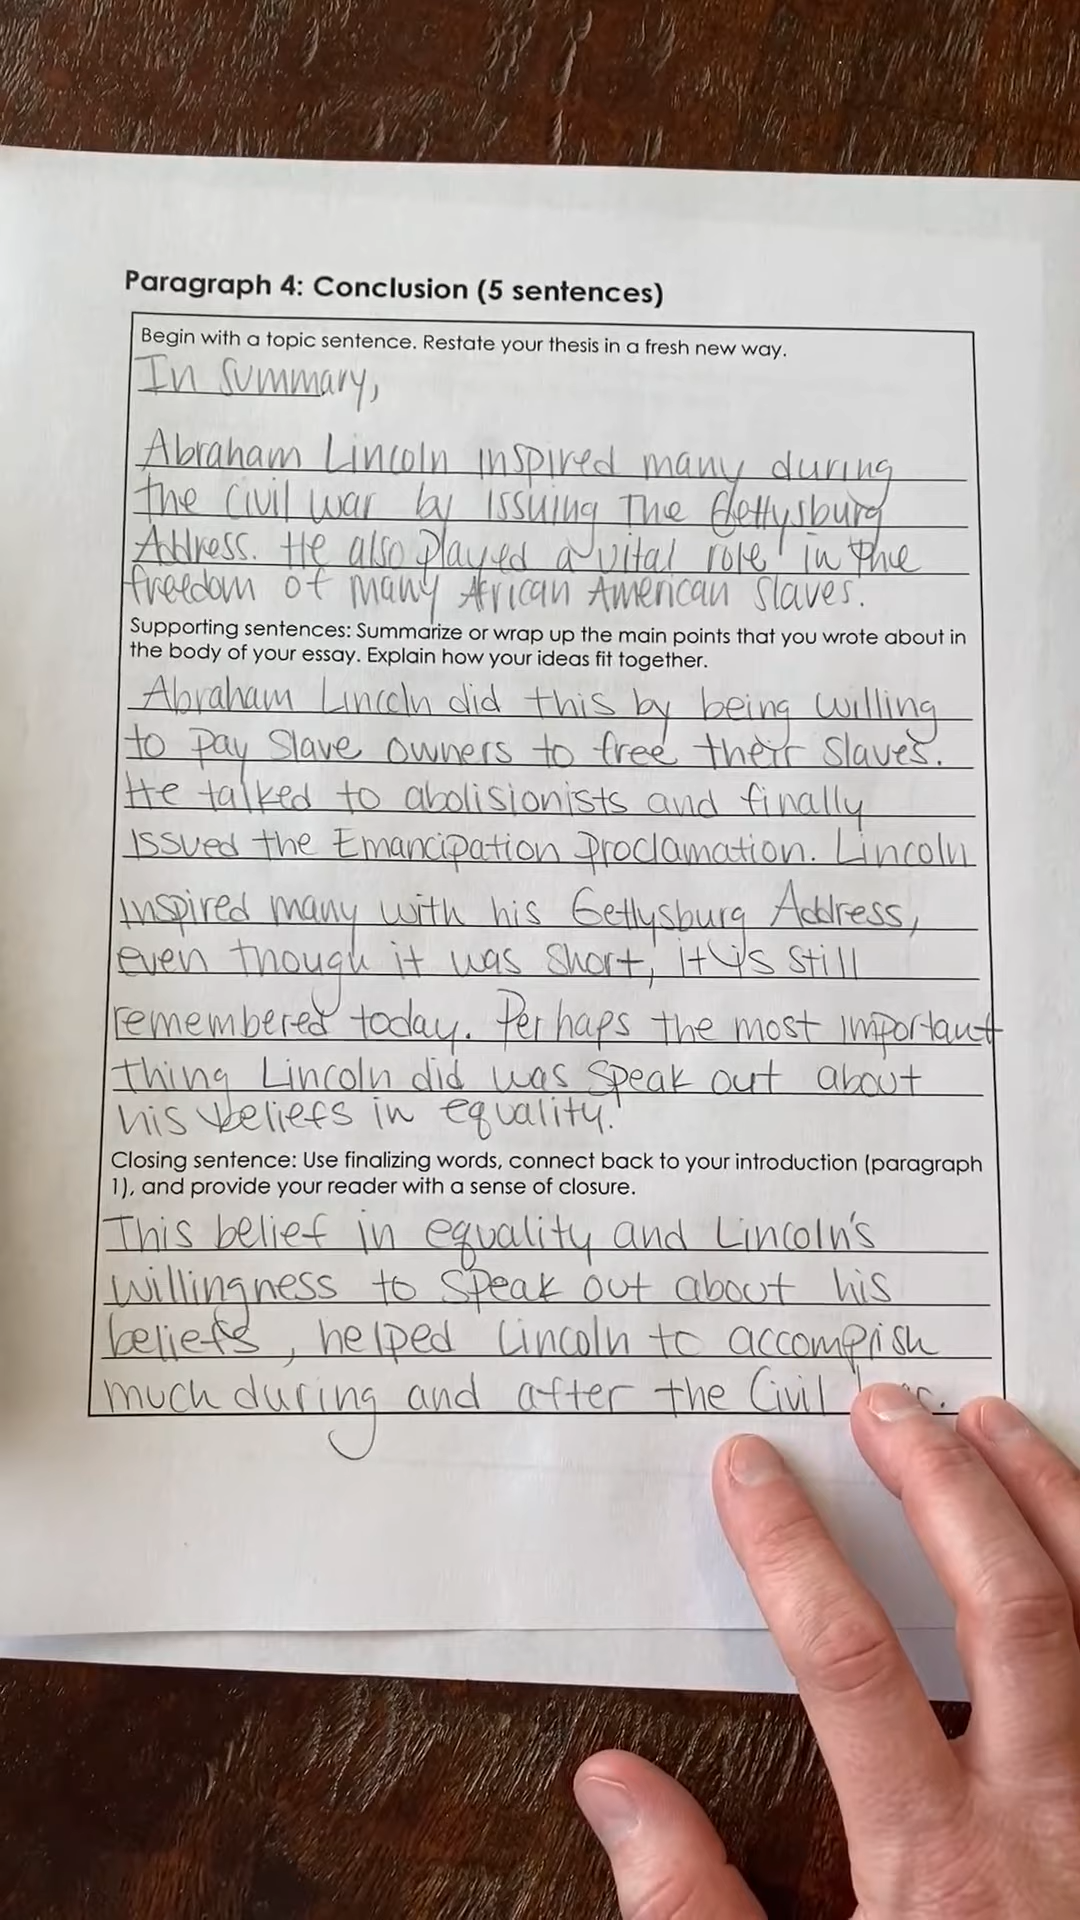 Paragraph 4: Conclusion (5 sentences)
Begin with a topic sentence. Restate your thesis in a fresh new way.
In Summary,
Abraham Lincoln inspired many during
the Civil War by issuing The Gettysburg
Address. He also played a vital role in the
freedom of many African American Slaves.
Supporting sentences: Summarize or wrap up the main points that you wrote about in
the body of your essay. Explain how your ideas fit together.
Abraham Lincoln did this by being willing
to pay slave owners to free their slaves.
He talked to abolisionists and finally
issued the Emancipation Proclamation. Lincoln
inspired many with his Gettysburg Address,
even though it was short, it is still
remembered today. Perhaps the most important
thing Lincoln did was speak out about
his beliefs in equality.
Closing sentence: Use finalizing words, connect back to your introduction (paragraph
1), and provide your reader with a sense of closure.
This belief in equality and Lincoln's
willingness to speak out about his
beliefs, helped Lincoln to accomplish
much during and after the Civil